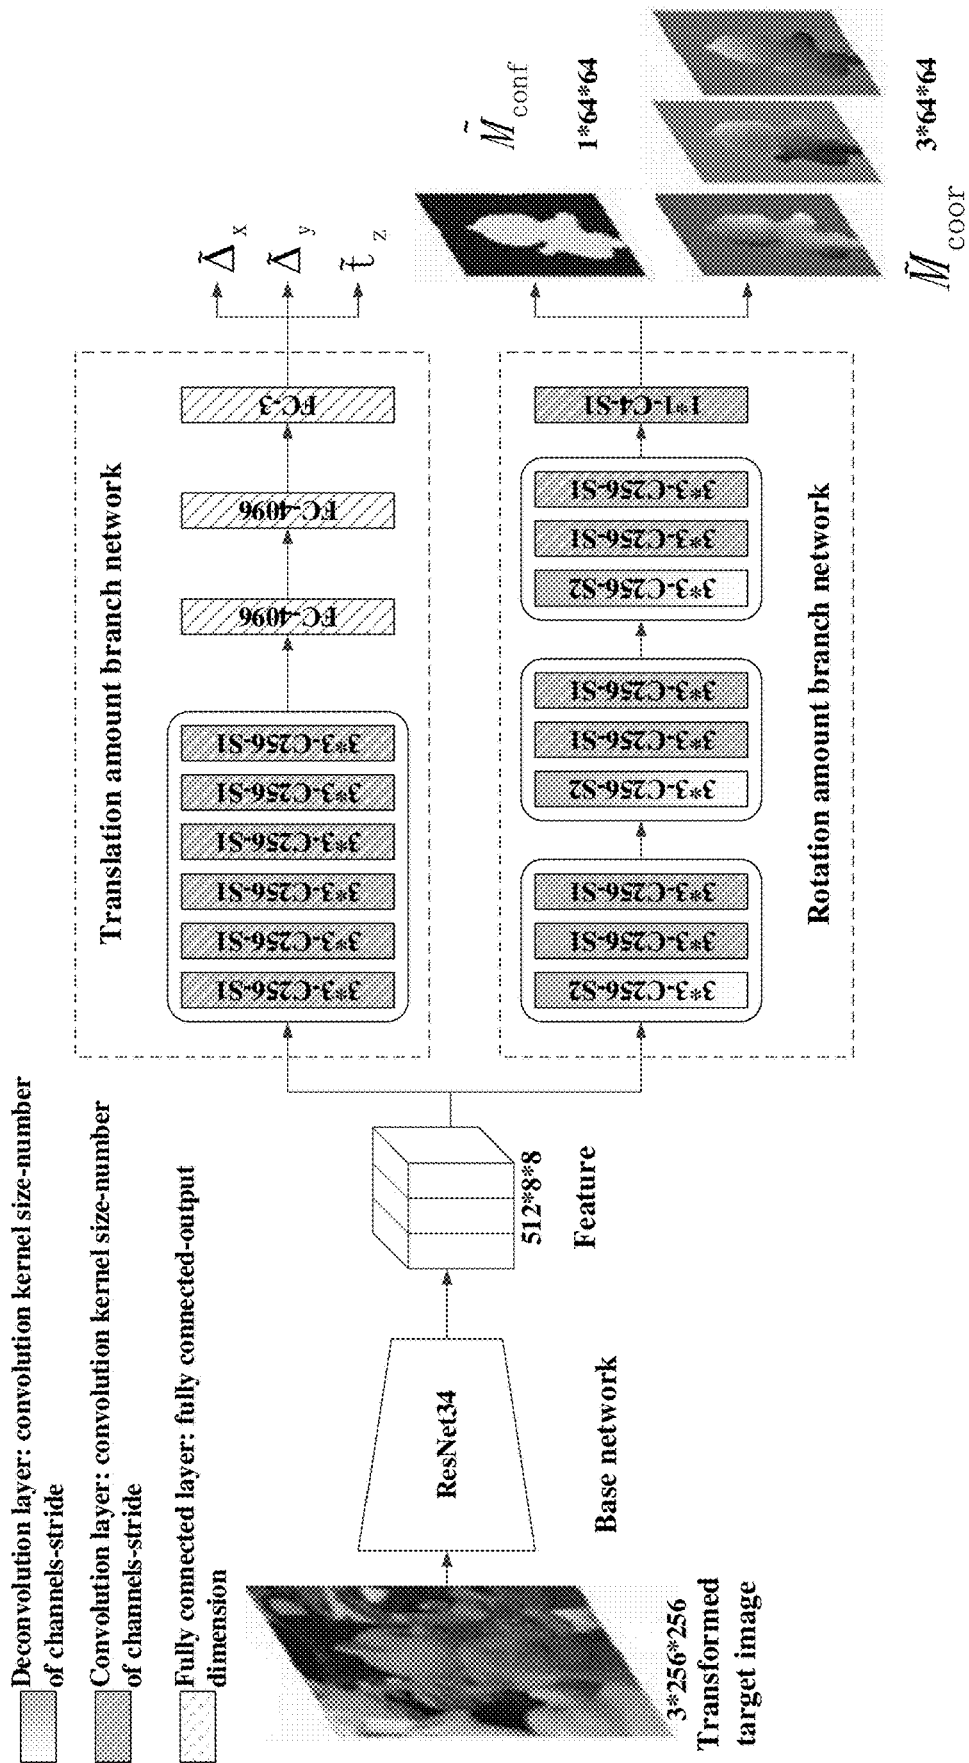 Deconvolution layer: convolution kernel size-number
of channels-stride
Convolution layer: convolution kernel size-number
of channels-stride
Fully connected layer: fully connected-output
dimension
3*256*256
Transformed
target image
ResNet34
Base network
512*8*8
Feature
Translation amount branch network
3*3-C256-S1
3*3-C256-S1
3*3-C256-S1
3*3-C256-S1
3*3-C256-S1
3*3-C256-S1
FC-4096
FC-4096
FC-3
Δ̃x
Δ̃y
t̃z
3*3-C256-S2
3*3-C256-S1
3*3-C256-S1
3*3-C256-S2
3*3-C256-S1
3*3-C256-S1
3*3-C256-S2
3*3-C256-S1
3*3-C256-S1
1*1-C4-S1
Rotation amount branch network
M̃conf
1*64*64
M̃coor
3*64*64